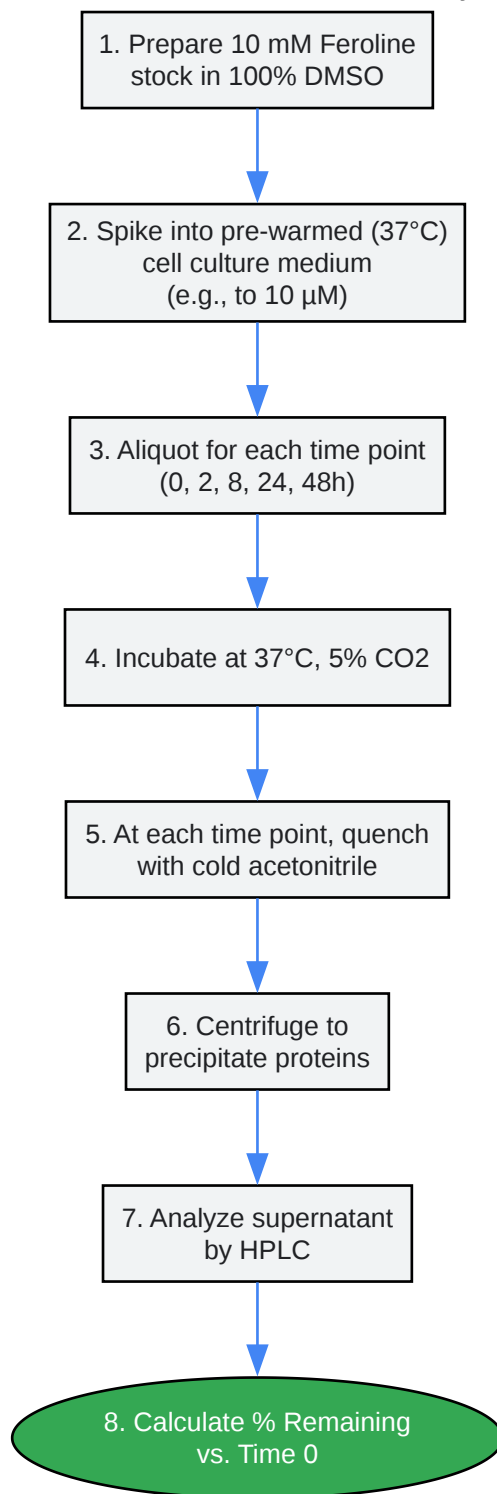 1. Prepare 10 mM Feroline
stock in 100% DMSO
2. Spike into pre-warmed (37°C)
cell culture medium
(e.g., to 10 µM)
3. Aliquot for each time point
(0, 2, 8, 24, 48h)
4. Incubate at 37°C, 5% CO2
5. At each time point, quench
with cold acetonitrile
6. Centrifuge to
precipitate proteins
7. Analyze supernatant
by HPLC
8. Calculate % Remaining
vs. Time 0